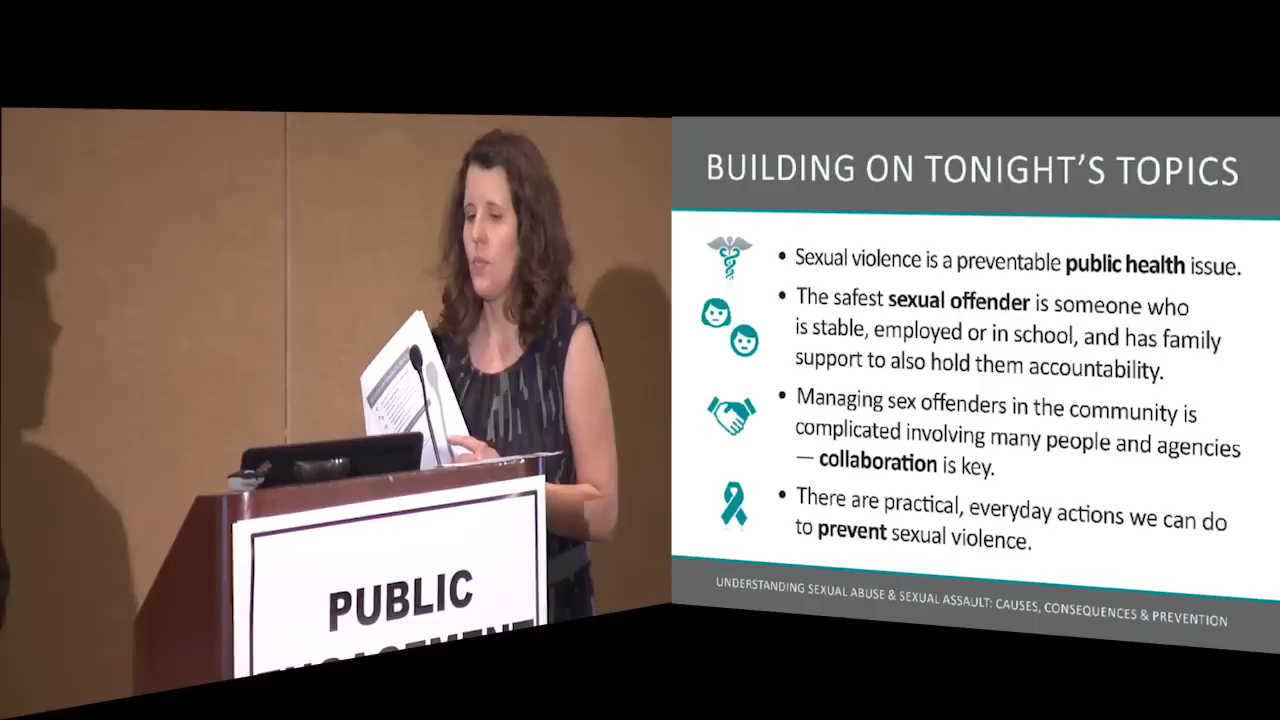 BUILDING ON TONIGHT'S TOPICS
• Sexual violence is a preventable public health issue.
• The safest sexual offender is someone who
is stable, employed or in school, and has family
support to also hold them accountability.
• Managing sex offenders in the community is
complicated involving many people and agencies
— collaboration is key.
• There are practical, everyday actions we can do
to prevent sexual violence.
UNDERSTANDING SEXUAL ABUSE & SEXUAL ASSAULT: CAUSES, CONSEQUENCES & PREVENTION
PUBLIC